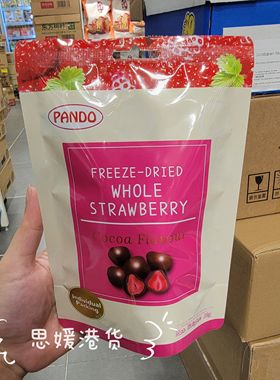 PANDO
FREEZE-DRIED
WHOLE
STRAWBERRY
Cocoa Flavour
Individual
Packing
思媛港货